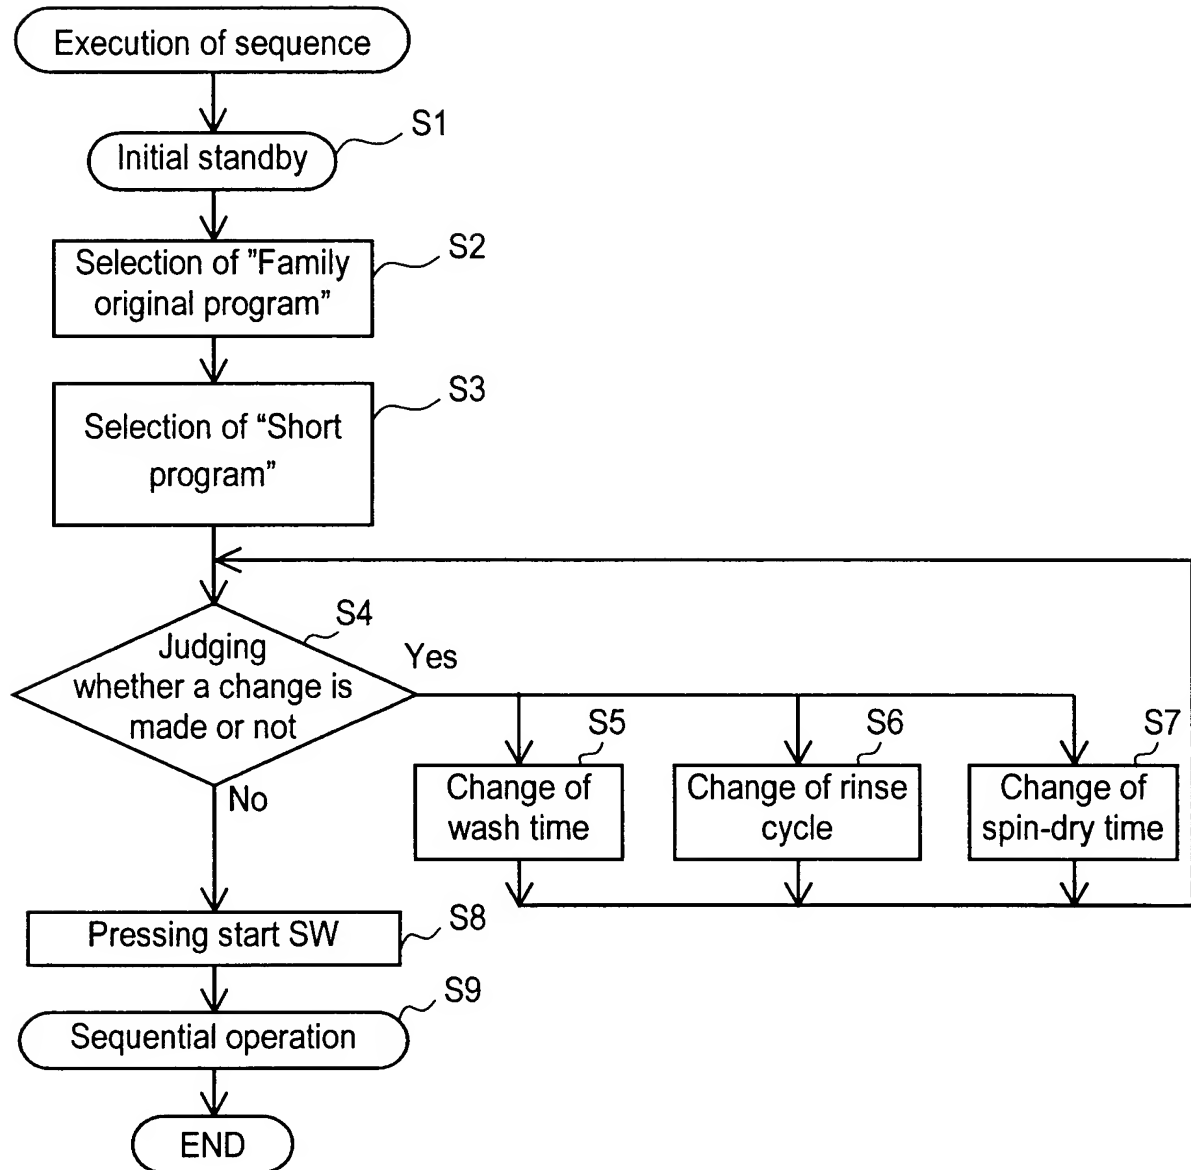 Execution of sequence
S1
Initial standby
S2
Selection of ”Family
original program”
S3
Selection of “Short
program”
S4
Judging
whether a change is
made or not
Yes
No
S5
Change of
wash time
S6
Change of rinse
cycle
S7
Change of
spin-dry time
S8
Pressing start SW
S9
Sequential operation
END